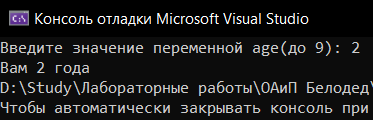 Консоль отладки Microsoft Visual Studio
Введите значение переменной age(до 9): 2
Вам 2 года
D:\Study\Лабораторные работы\ОАиП Белодед\
Чтобы автоматически закрывать консоль при